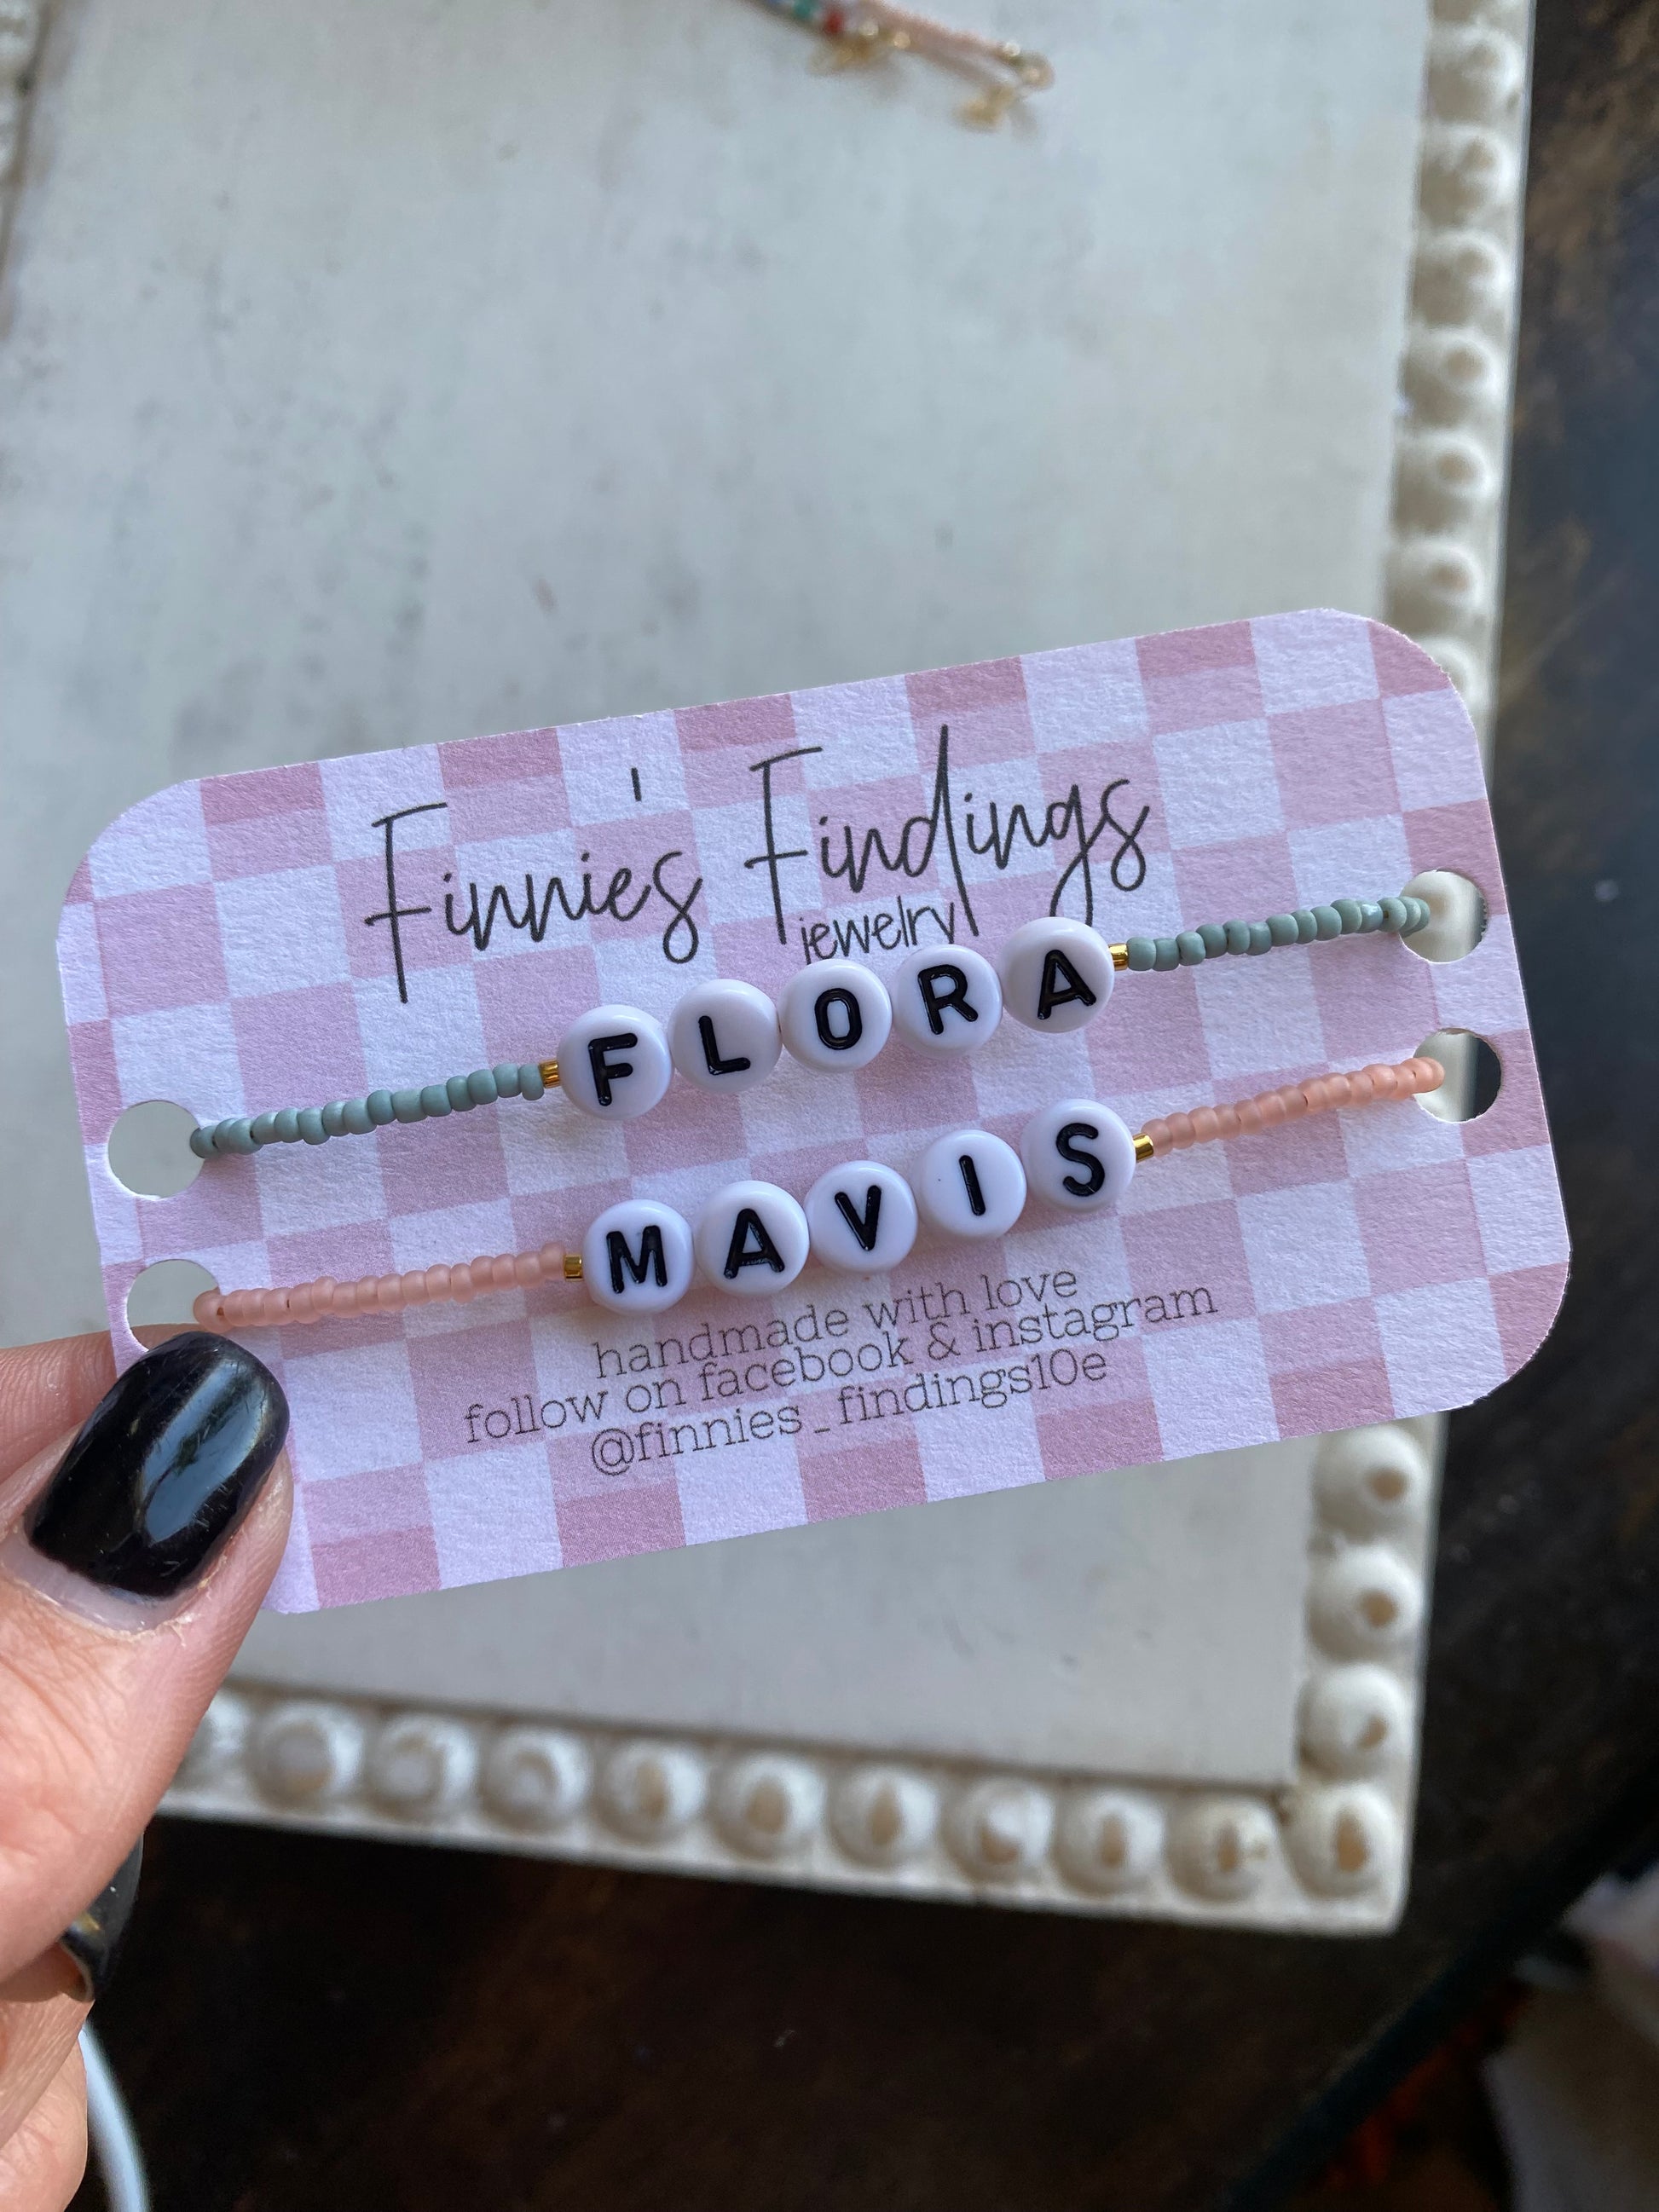 Finnie's Findings
jewelry
FLORA
MAVIS
handmade with love
follow on facebook & instagram
@finnies_findings10e